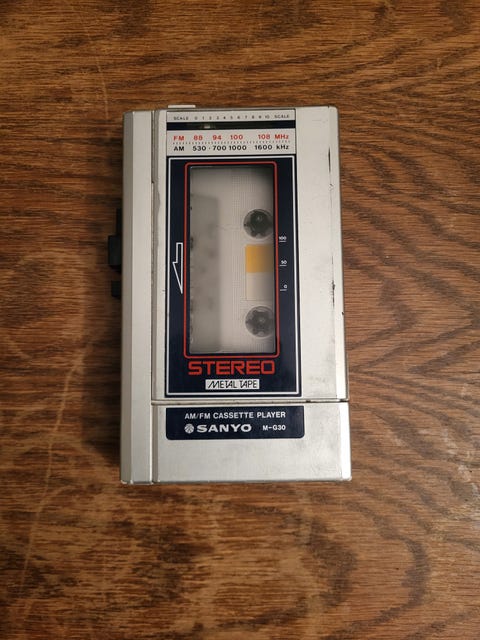 SCALE 0 1 2 3 4 5 6 7 8 9 10 SCALE
FM 88 94 100 108 MHz
AM 530 · 700 1000 1600 kHz
100
50
0
STEREO
METAL TAPE
AM/FM CASSETTE PLAYER
SANYO M-G30